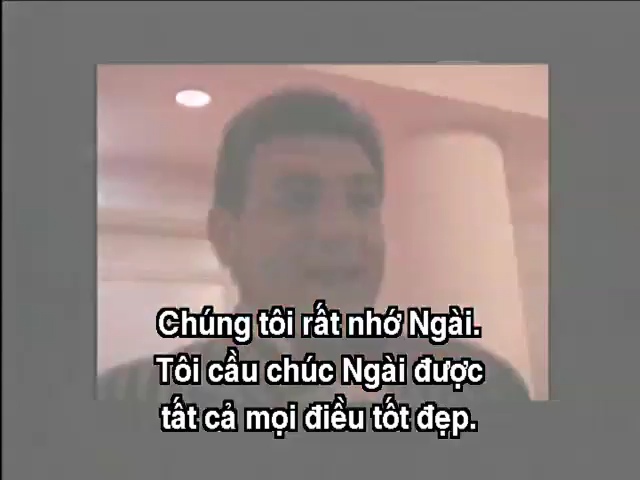 Chúng tôi rất nhớ Ngài.
Tôi cầu chúc Ngài được
tất cả mọi điều tốt đẹp.